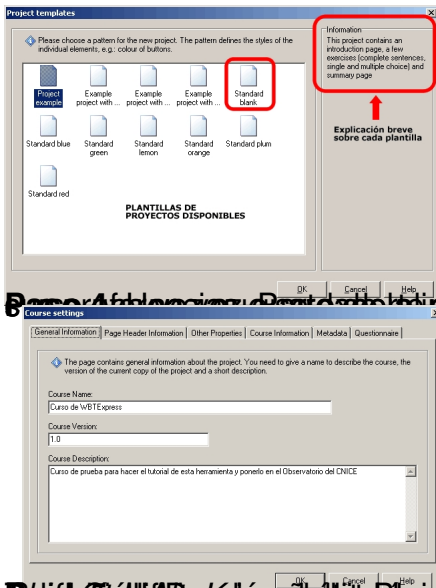 Project templates
Please choose a pattern for the new project. The pattern defines the styles of the
individual elements, e.g.: colour of buttons.
Project
example
Example
project with ...
Example
project with ...
Example
project with ...
Standard
blank
Standard blue
Standard
green
Standard
lemon
Standard
orange
Standard plum
Standard red
PLANTILLAS DE
PROYECTOS DISPONIBLES
Information
This project contains an
introduction page, a few
exercises (complete sentences,
single and multiple choice) and
summary page
Explicación breve
sobre cada plantilla
OK Cancel Help
Course settings
General Information Page Header Information Other Properties Course Information Metadata Questionnaire
The page contains general information about the project. You need to give a name to describe the course, the
version of the current copy of the project and a short description.
Course Name:
Curso de WBTExpress
Course Version:
1.0
Course Description:
Curso de prueba para hacer el tutorial de esta herramienta y ponerlo en el Observatorio del CNICE
OK Cancel Help